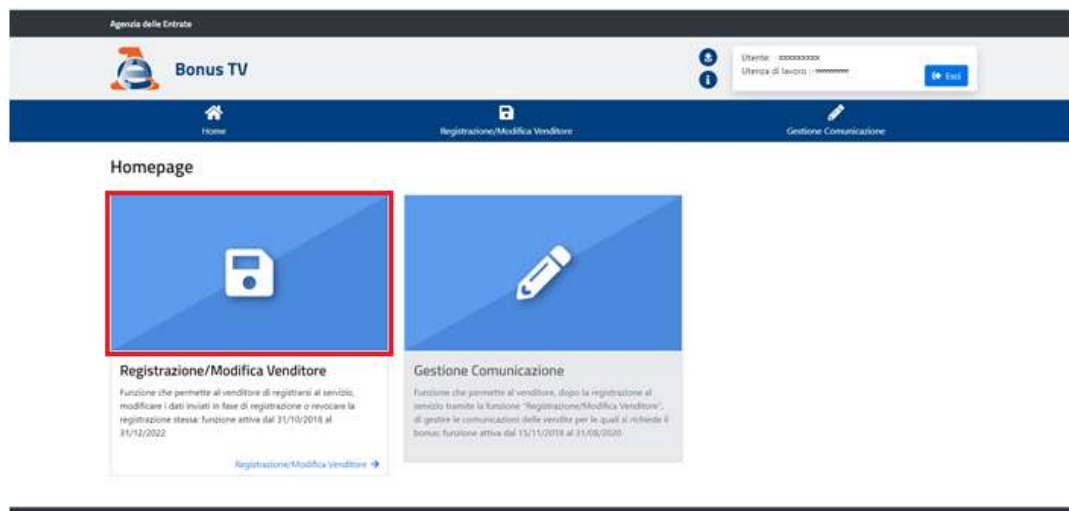 Agenzia delle Entrate
Bonus TV
Utente:
Utenza di lavoro :
Esci
Home
Registrazione/Modifica Venditore
Gestione Comunicazione
Homepage
Registrazione/Modifica Venditore
Funzione che permette al venditore di registrarsi al servizio,
modificare i dati inviati in fase di registrazione o revocare la
registrazione stessa: funzione attiva dal 31/10/2018 al
31/12/2022
Registrazione/Modifica Venditore
Gestione Comunicazione
Funzione che permette al venditore, dopo la registrazione al
servizio tramite la funzione "Registrazione/Modifica Venditore",
di gestire le comunicazioni delle vendite per le quali si richiede il
bonus: funzione attiva dal 15/11/2018 al 31/08/2020